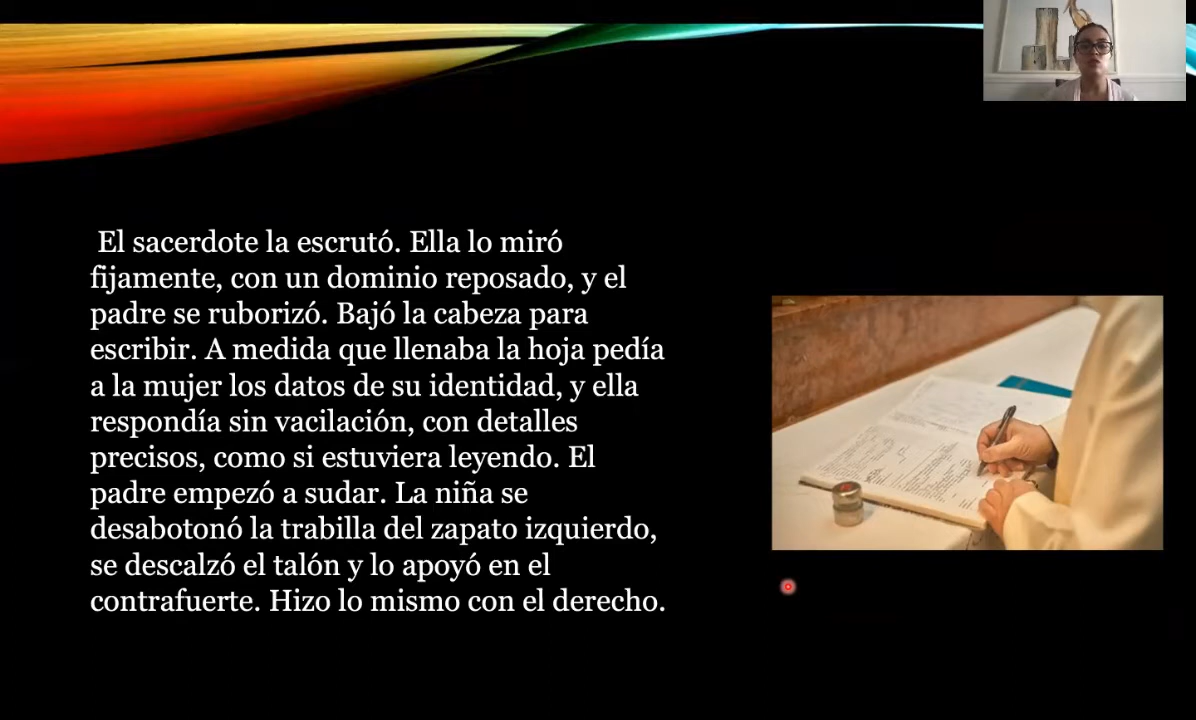 El sacerdote la escrutó. Ella lo miró
fijamente, con un dominio reposado, y el
padre se ruborizó. Bajó la cabeza para
escribir. A medida que llenaba la hoja pedía
a la mujer los datos de su identidad, y ella
respondía sin vacilación, con detalles
precisos, como si estuviera leyendo. El
padre empezó a sudar. La niña se
desabotonó la trabilla del zapato izquierdo,
se descalzó el talón y lo apoyó en el
contrafuerte. Hizo lo mismo con el derecho.